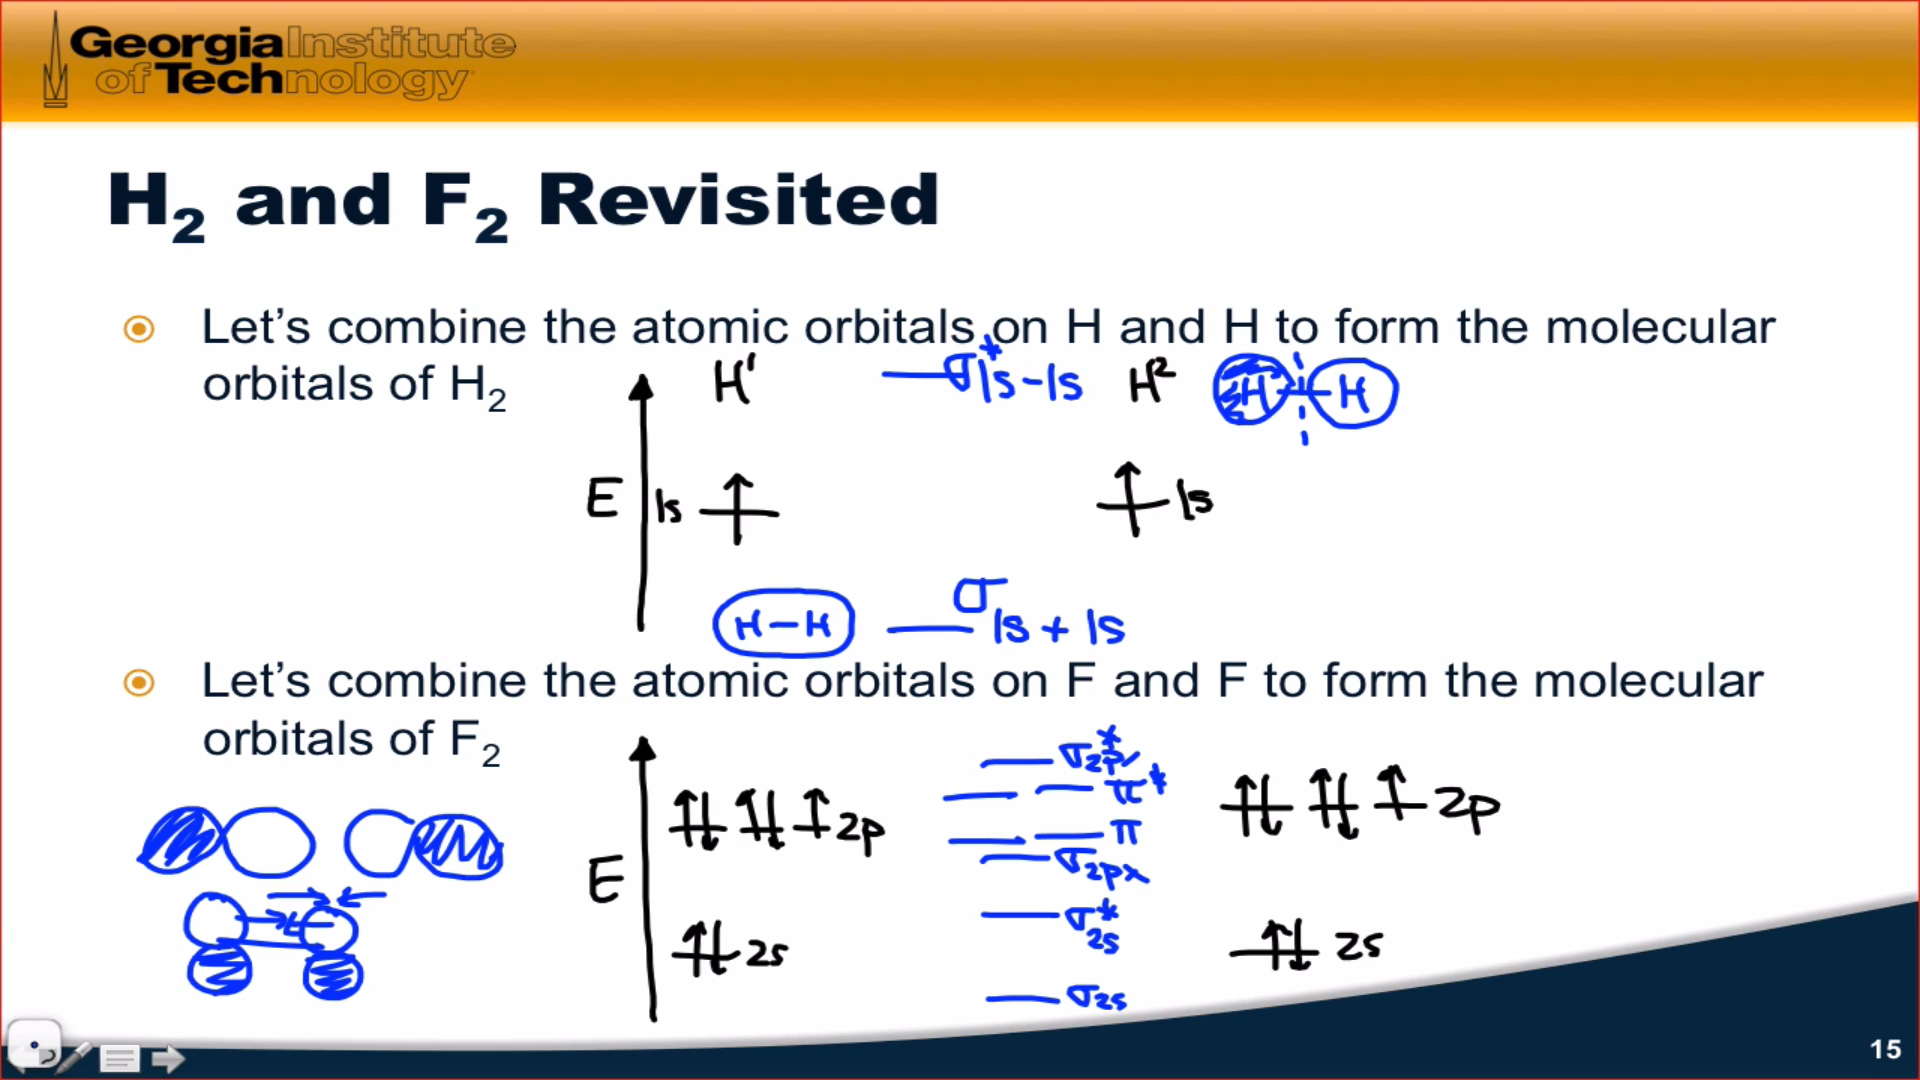 Georgia Institute
of Technology
H₂ and F₂ Revisited
Let’s combine the atomic orbitals on H and H to form the molecular
orbitals of H₂
H¹ σ*1s-1s H² H H
E 1s 1s
H-H σ1s+1s
Let’s combine the atomic orbitals on F and F to form the molecular
orbitals of F₂
σ*2px
π*
2p π 2p
E σ2px
σ*2s
2s 2s
σ2s
15